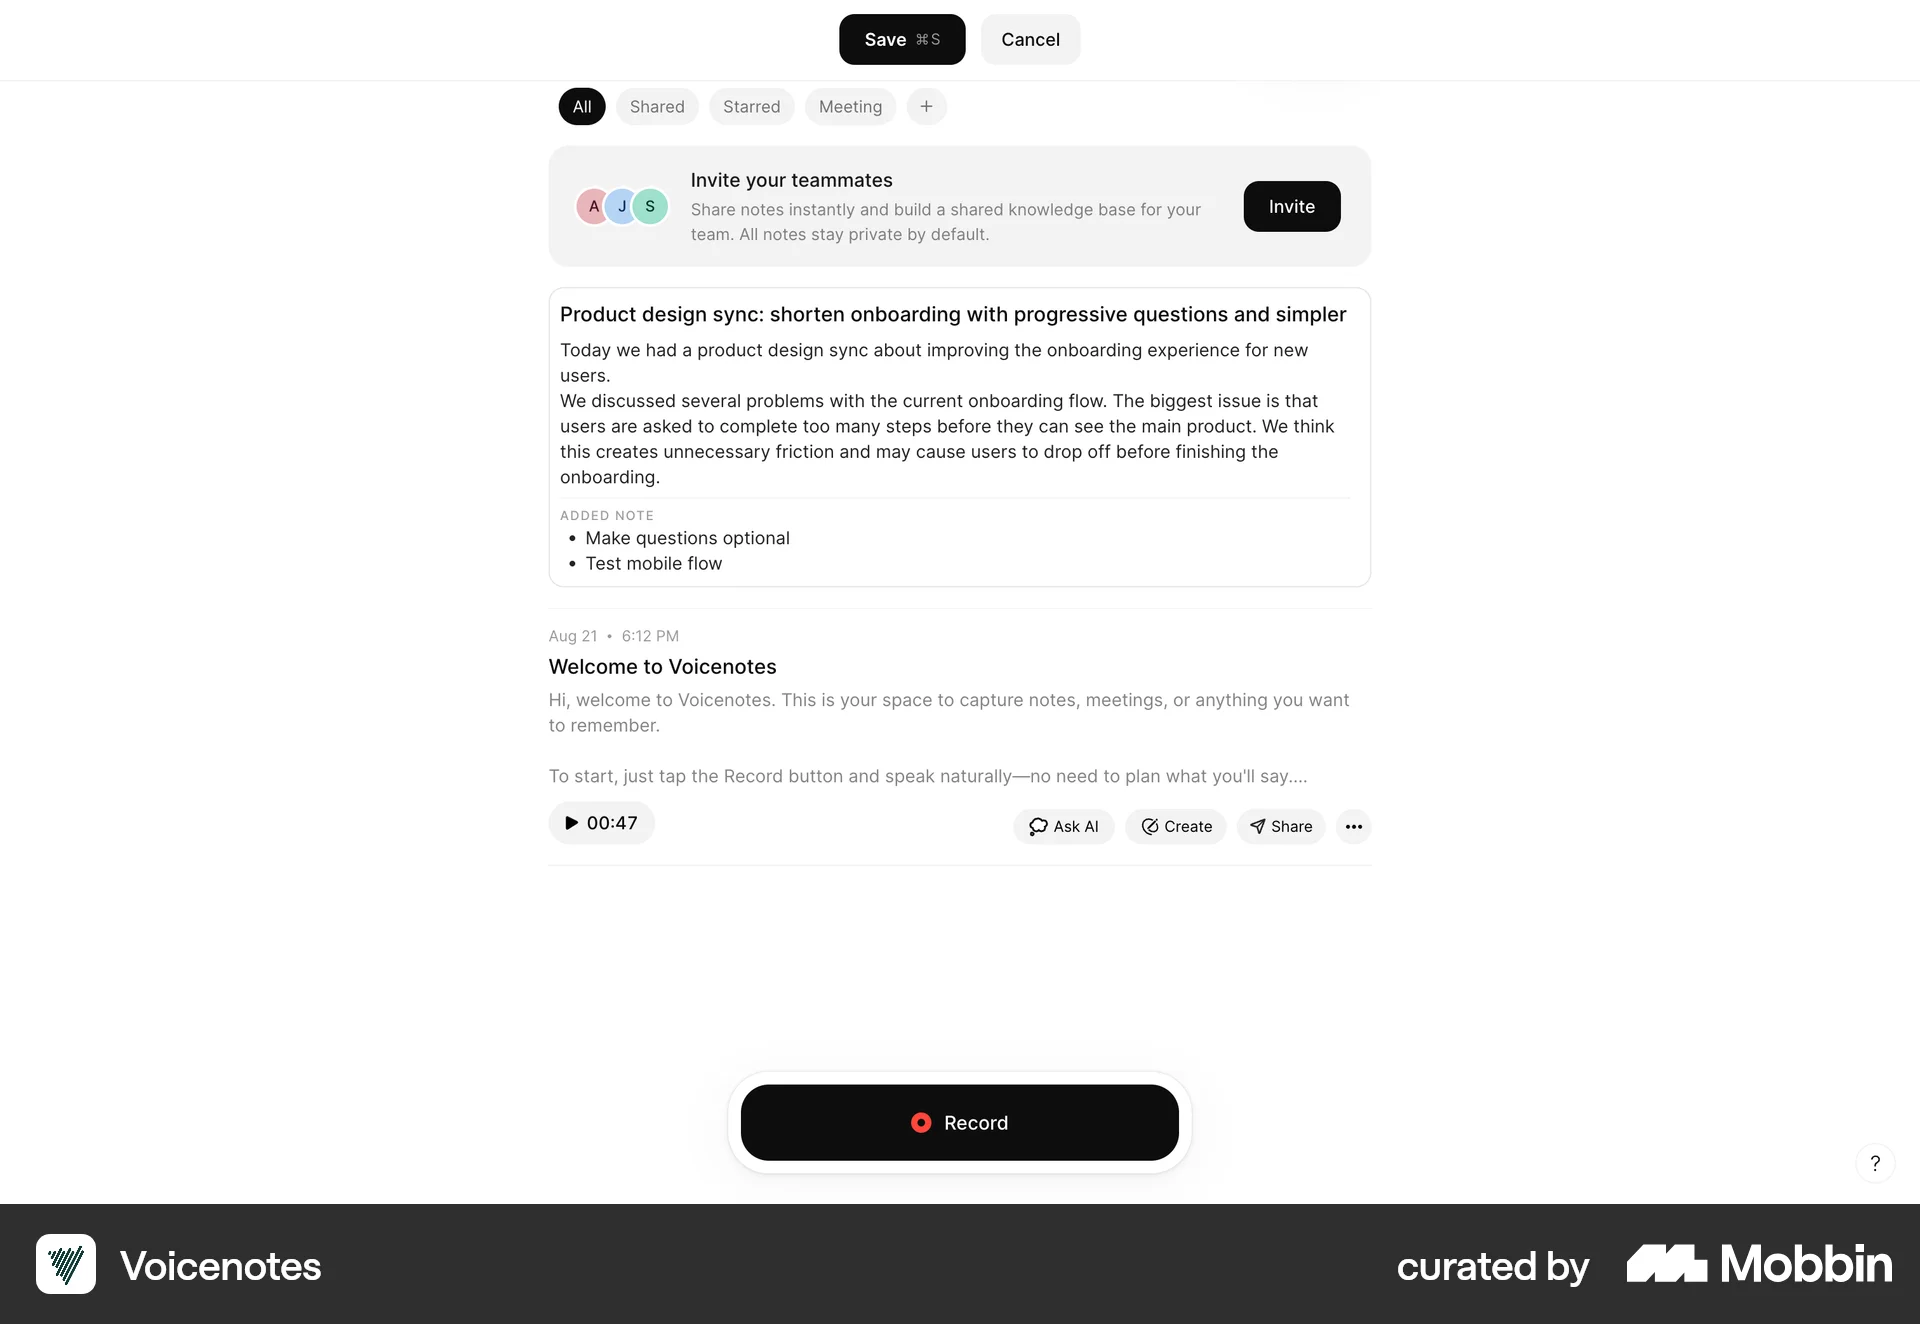 Save ⌘S
Cancel
All
Shared
Starred
Meeting
+
A
J
S
Invite your teammates
Share notes instantly and build a shared knowledge base for your
team. All notes stay private by default.
Invite
Product design sync: shorten onboarding with progressive questions and simpler
Today we had a product design sync about improving the onboarding experience for new
users.
We discussed several problems with the current onboarding flow. The biggest issue is that
users are asked to complete too many steps before they can see the main product. We think
this creates unnecessary friction and may cause users to drop off before finishing the
onboarding.
ADDED NOTE
• Make questions optional
• Test mobile flow
Aug 21 • 6:12 PM
Welcome to Voicenotes
Hi, welcome to Voicenotes. This is your space to capture notes, meetings, or anything you want
to remember.
To start, just tap the Record button and speak naturally—no need to plan what you'll say....
00:47
Ask AI
Create
Share
Record
?
Voicenotes
curated by
Mobbin